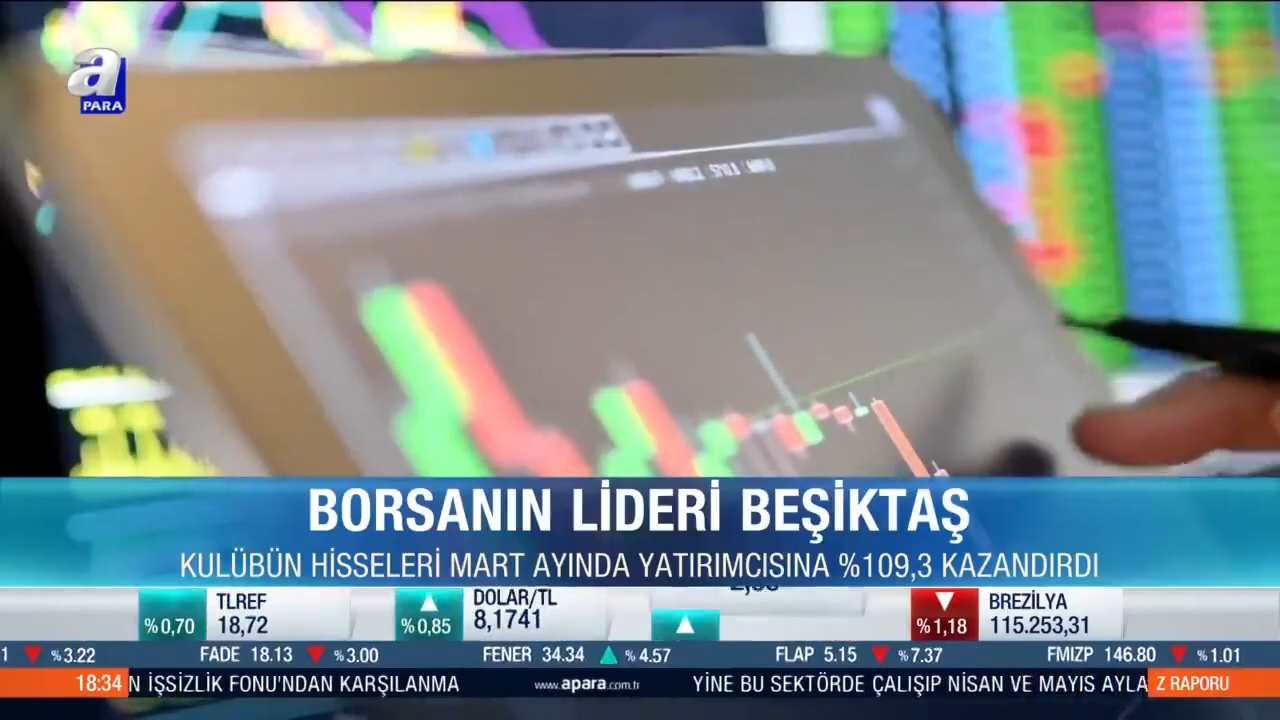 a
PARA
BORSANIN LİDERİ BEŞİKTAŞ
KULÜBÜN HİSSELERİ MART AYINDA YATIRIMCISINA %109,3 KAZANDIRDI
%0,70 TLREF 18,72
%0,85 DOLAR/TL 8,1741
%1,18 BREZİLYA 115.253,31
1 %3.22 FADE 18.13 %3.00 FENER 34.34 %4.57 FLAP 5.15 %7.37 FMIZP 146.80 %1.01
18:34 N İŞSİZLİK FONU'NDAN KARŞILANMA www.apara.com.tr YİNE BU SEKTÖRDE ÇALIŞIP NİSAN VE MAYIS AYLA Z RAPORU